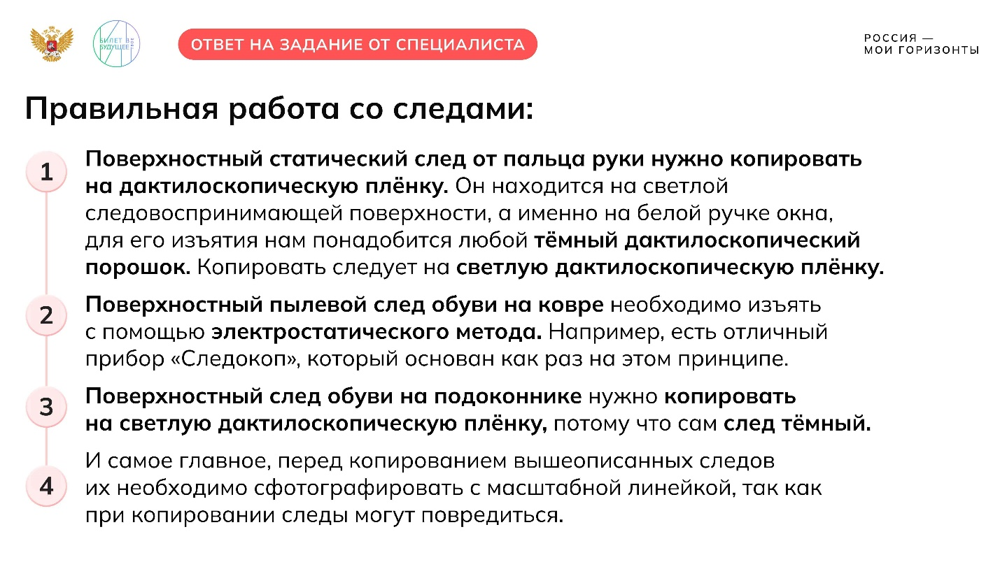 БИЛЕТ В
БУДУЩЕЕ
ТВОЕ
ОТВЕТ НА ЗАДАНИЕ ОТ СПЕЦИАЛИСТА
РОССИЯ —
МОИ ГОРИЗОНТЫ
Правильная работа со следами:
1
Поверхностный статический след от пальца руки нужно копировать
на дактилоскопическую плёнку. Он находится на светлой
следовоспринимающей поверхности, а именно на белой ручке окна,
для его изъятия нам понадобится любой тёмный дактилоскопический
порошок. Копировать следует на светлую дактилоскопическую плёнку.
2
Поверхностный пылевой след обуви на ковре необходимо изъять
с помощью электростатического метода. Например, есть отличный
прибор «Следокоп», который основан как раз на этом принципе.
3
Поверхностный след обуви на подоконнике нужно копировать
на светлую дактилоскопическую плёнку, потому что сам след тёмный.
4
И самое главное, перед копированием вышеописанных следов
их необходимо сфотографировать с масштабной линейкой, так как
при копировании следы могут повредиться.